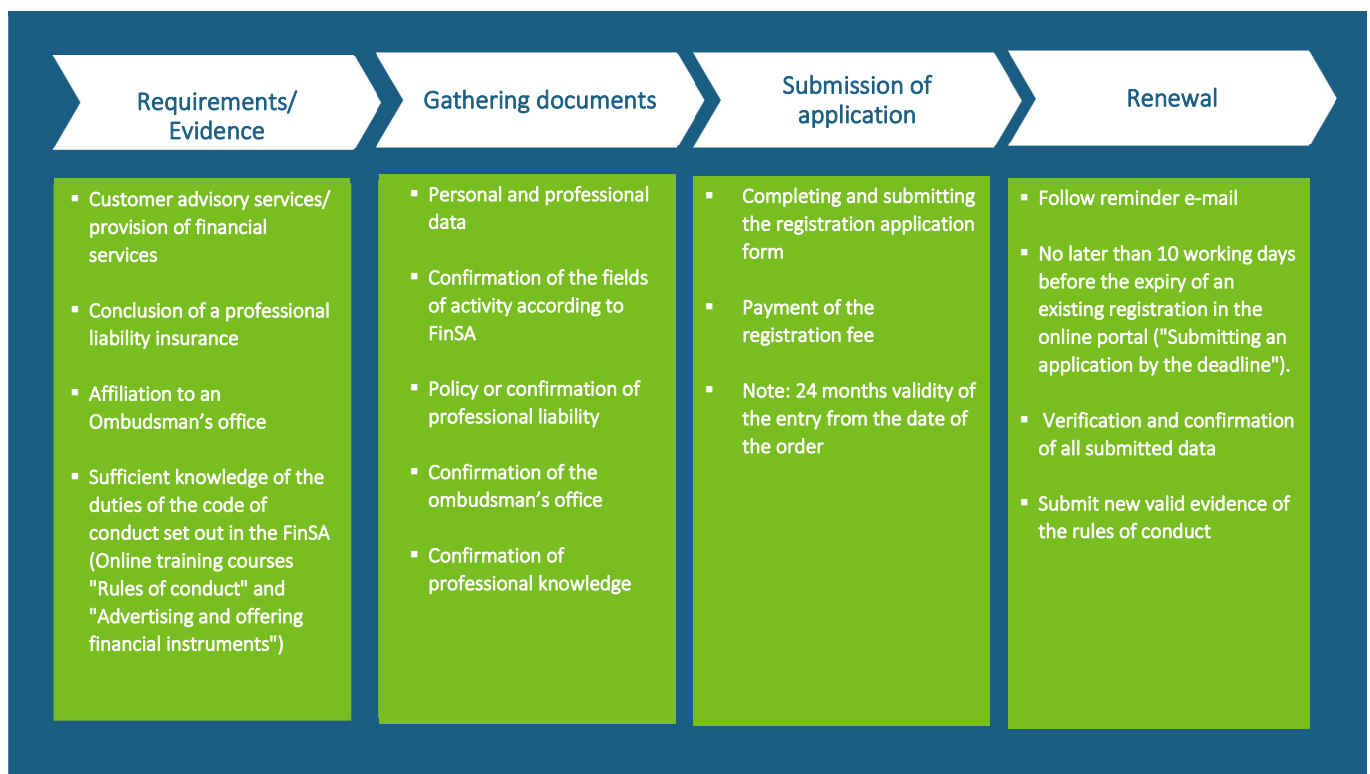 Requirements/
Evidence
▪ Customer advisory services/
provision of financial
services
▪ Conclusion of a professional
liability insurance
▪ Affiliation to an
Ombudsman’s office
▪ Sufficient knowledge of the
duties of the code of
conduct set out in the FinSA
(Online training courses
"Rules of conduct" and
"Advertising and offering
financial instruments")
Gathering documents
▪ Personal and professional
data
▪ Confirmation of the fields
of activity according to
FinSA
▪ Policy or confirmation of
professional liability
▪ Confirmation of the
ombudsman’s office
▪ Confirmation of
professional knowledge
Submission of
application
▪ Completing and submitting
the registration application
form
▪ Payment of the
registration fee
▪ Note: 24 months validity of
the entry from the date of
the order
Renewal
▪ Follow reminder e-mail
▪ No later than 10 working days
before the expiry of an
existing registration in the
online portal ("Submitting an
application by the deadline").
▪ Verification and confirmation
of all submitted data
▪ Submit new valid evidence of
the rules of conduct